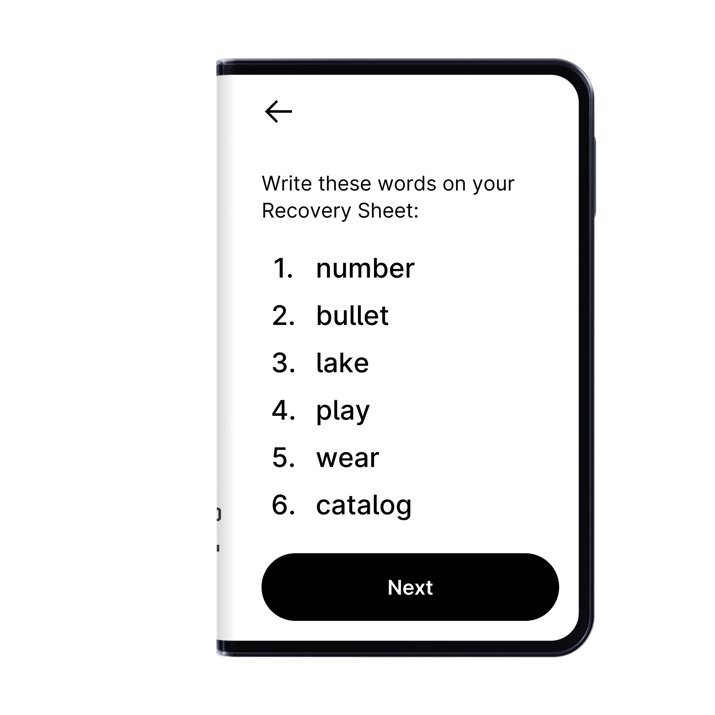 Write these words on your
Recovery Sheet:
1. number
2. bullet
3. lake
4. play
5. wear
6. catalog
Next